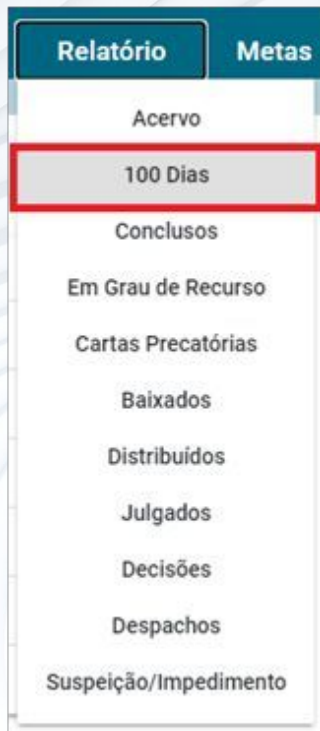 Relatório Metas
Acervo
100 Dias
Conclusos
Em Grau de Recurso
Cartas Precatórias
Baixados
Distribuídos
Julgados
Decisões
Despachos
Suspeição/Impedimento